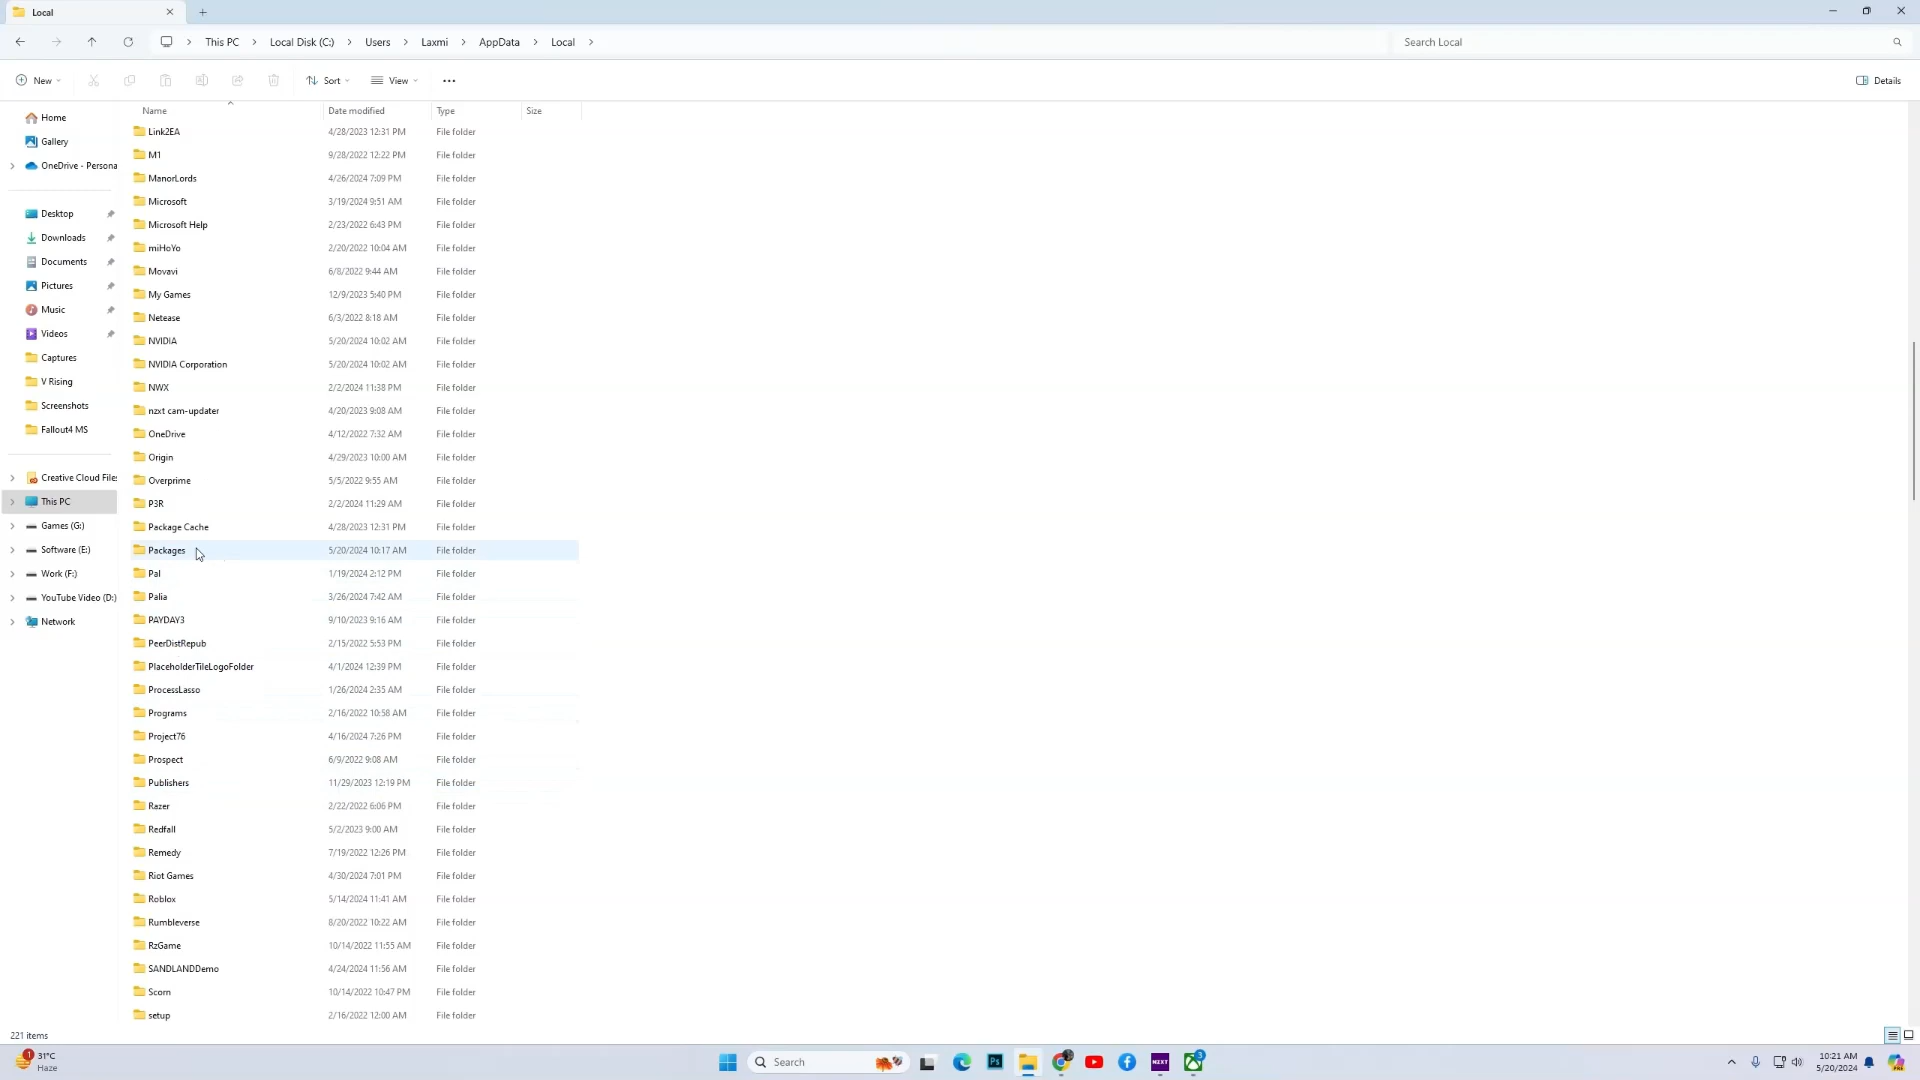 Local
This PC > Local Disk (C:) > Users > Laxmi > AppData > Local >
Search Local
New
Sort
View
Details
Name
Date modified
Type
Size
Home
Gallery
OneDrive - Persona
Desktop
Downloads
Documents
Pictures
Music
Videos
Captures
V Rising
Screenshots
Fallout4 MS
Creative Cloud Files
This PC
Games (G:)
Software (E:)
Work (F:)
YouTube Video (D:)
Network
Link2EA 4/28/2023 12:31 PM File folder
M1 9/28/2022 12:22 PM File folder
ManorLords 4/26/2024 7:09 PM File folder
Microsoft 3/19/2024 9:51 AM File folder
Microsoft Help 2/23/2022 6:43 PM File folder
miHoYo 2/20/2022 10:04 AM File folder
Movavi 6/8/2022 9:44 AM File folder
My Games 12/9/2023 5:40 PM File folder
Netease 6/3/2022 8:18 AM File folder
NVIDIA 5/20/2024 10:02 AM File folder
NVIDIA Corporation 5/20/2024 10:02 AM File folder
NWX 2/2/2024 11:38 PM File folder
nzxt cam-updater 4/20/2023 9:08 AM File folder
OneDrive 4/12/2022 7:32 AM File folder
Origin 4/29/2023 10:00 AM File folder
Overprime 5/5/2022 9:55 AM File folder
P3R 2/2/2024 11:29 AM File folder
Package Cache 4/28/2023 12:31 PM File folder
Packages 5/20/2024 10:17 AM File folder
Pal 1/19/2024 2:12 PM File folder
Palia 3/26/2024 7:42 AM File folder
PAYDAY3 9/10/2023 9:16 AM File folder
PeerDistRepub 2/15/2022 5:53 PM File folder
PlaceholderTileLogoFolder 4/1/2024 12:39 PM File folder
ProcessLasso 1/26/2024 2:35 AM File folder
Programs 2/16/2022 10:58 AM File folder
Project76 4/16/2024 7:26 PM File folder
Prospect 6/9/2022 9:08 AM File folder
Publishers 11/29/2023 12:19 PM File folder
Razer 2/22/2022 6:06 PM File folder
Redfall 5/2/2023 9:00 AM File folder
Remedy 7/19/2022 12:26 PM File folder
Riot Games 4/30/2024 7:01 PM File folder
Roblox 5/14/2024 11:41 AM File folder
Rumbleverse 8/20/2022 10:22 AM File folder
RzGame 10/14/2022 11:55 AM File folder
SANDLANDDemo 4/24/2024 11:56 AM File folder
Scorn 10/14/2022 10:47 PM File folder
setup 2/16/2022 12:00 AM File folder
221 items
1
31°C
Haze
Search
Ps
NZXT
3
10:21 AM
5/20/2024
PRE